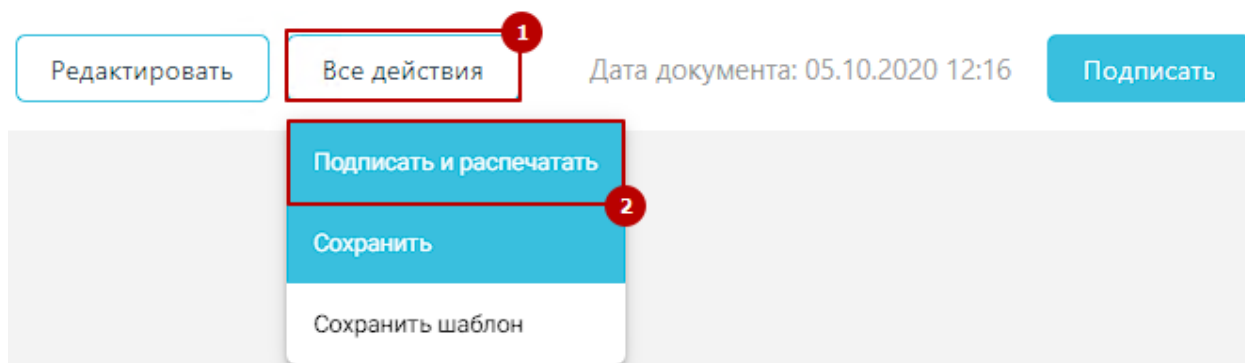 1
Редактировать Все действия Дата документа: 05.10.2020 12:16 Подписать
Подписать и распечатать
2
Сохранить
Сохранить шаблон